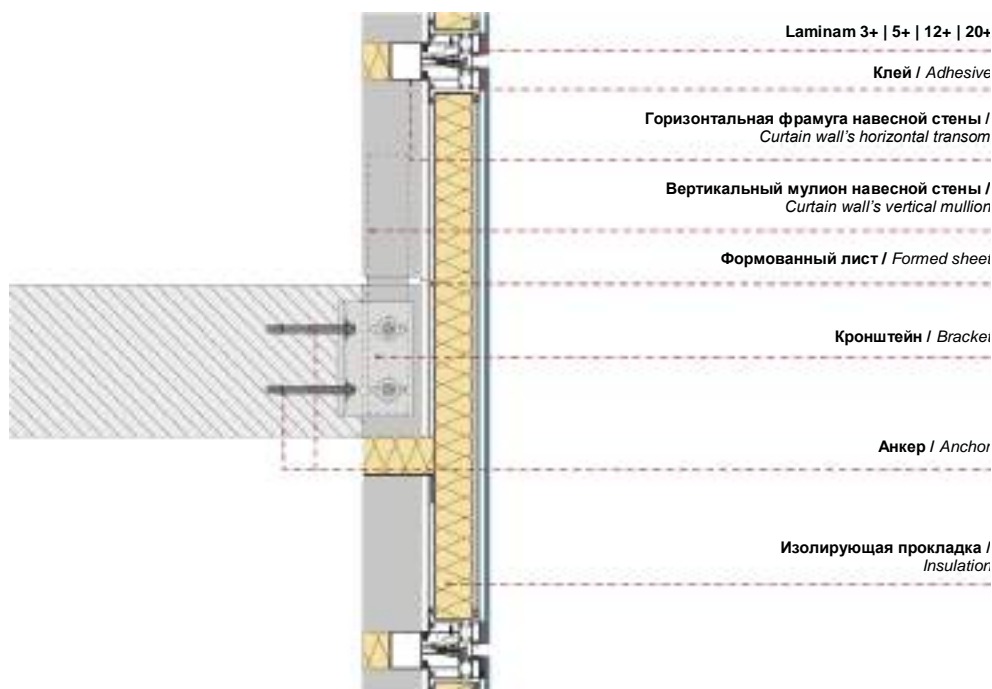 Laminam 3+ | 5+ | 12+ | 20+
Клей / Adhesive
Горизонтальная фрамуга навесной стены /
Curtain wall's horizontal transom
Вертикальный мулион навесной стены /
Curtain wall's vertical mullion
Формованный лист / Formed sheet
Кронштейн / Bracket
Анкер / Anchor
Изолирующая прокладка /
Insulation